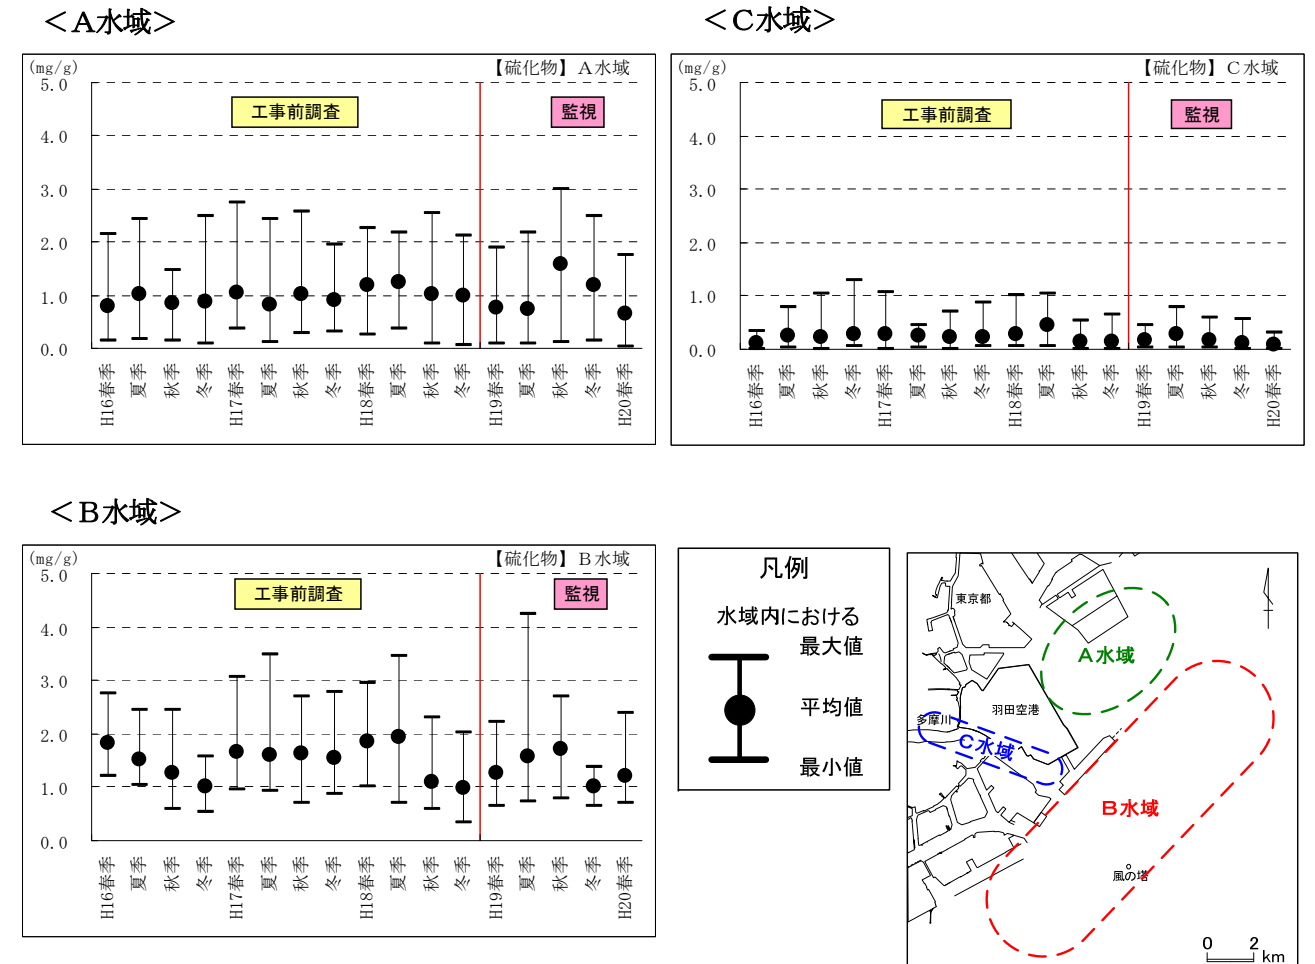 ＜A水域＞
(mg/g)
【硫化物】A水域
5.0
4.0
3.0
2.0
1.0
0.0
工事前調査
監視
H16春季
夏季
秋季
冬季
H17春季
夏季
秋季
冬季
H18春季
夏季
秋季
冬季
H19春季
夏季
秋季
冬季
H20春季
＜C水域＞
(mg/g)
【硫化物】C水域
5.0
4.0
3.0
2.0
1.0
0.0
工事前調査
監視
H16春季
夏季
秋季
冬季
H17春季
夏季
秋季
冬季
H18春季
夏季
秋季
冬季
H19春季
夏季
秋季
冬季
H20春季
＜B水域＞
(mg/g)
【硫化物】B水域
5.0
4.0
3.0
2.0
1.0
0.0
工事前調査
監視
H16春季
夏季
秋季
冬季
H17春季
夏季
秋季
冬季
H18春季
夏季
秋季
冬季
H19春季
夏季
秋季
冬季
H20春季
凡例
水域内における
最大値
平均値
最小値
東京都
A水域
羽田空港
多摩川
C水域
B水域
風の塔
0 2
km